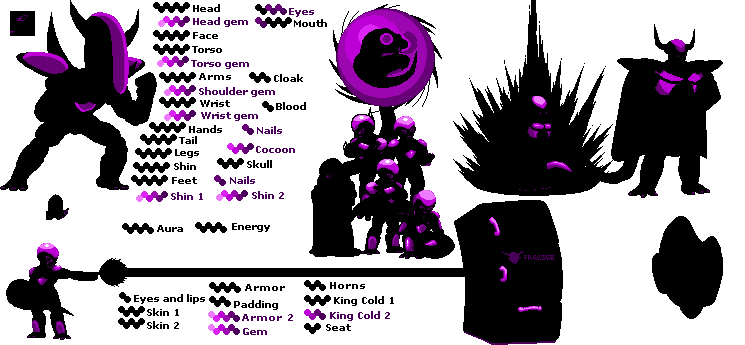 Head
Eyes
Head gem
Mouth
Face
Torso
Torso gem
Arms
Cloak
Shoulder gem
Wrist
Blood
Wrist gem
Hands
Nails
Tail
Legs
Cocoon
Shin
Skull
Feet
Nails
Shin 1
Shin 2
Aura
Energy
FREEZER
Eyes and lips
Skin 1
Skin 2
Armor
Padding
Armor 2
Gem
Horns
King Cold 1
King Cold 2
Seat